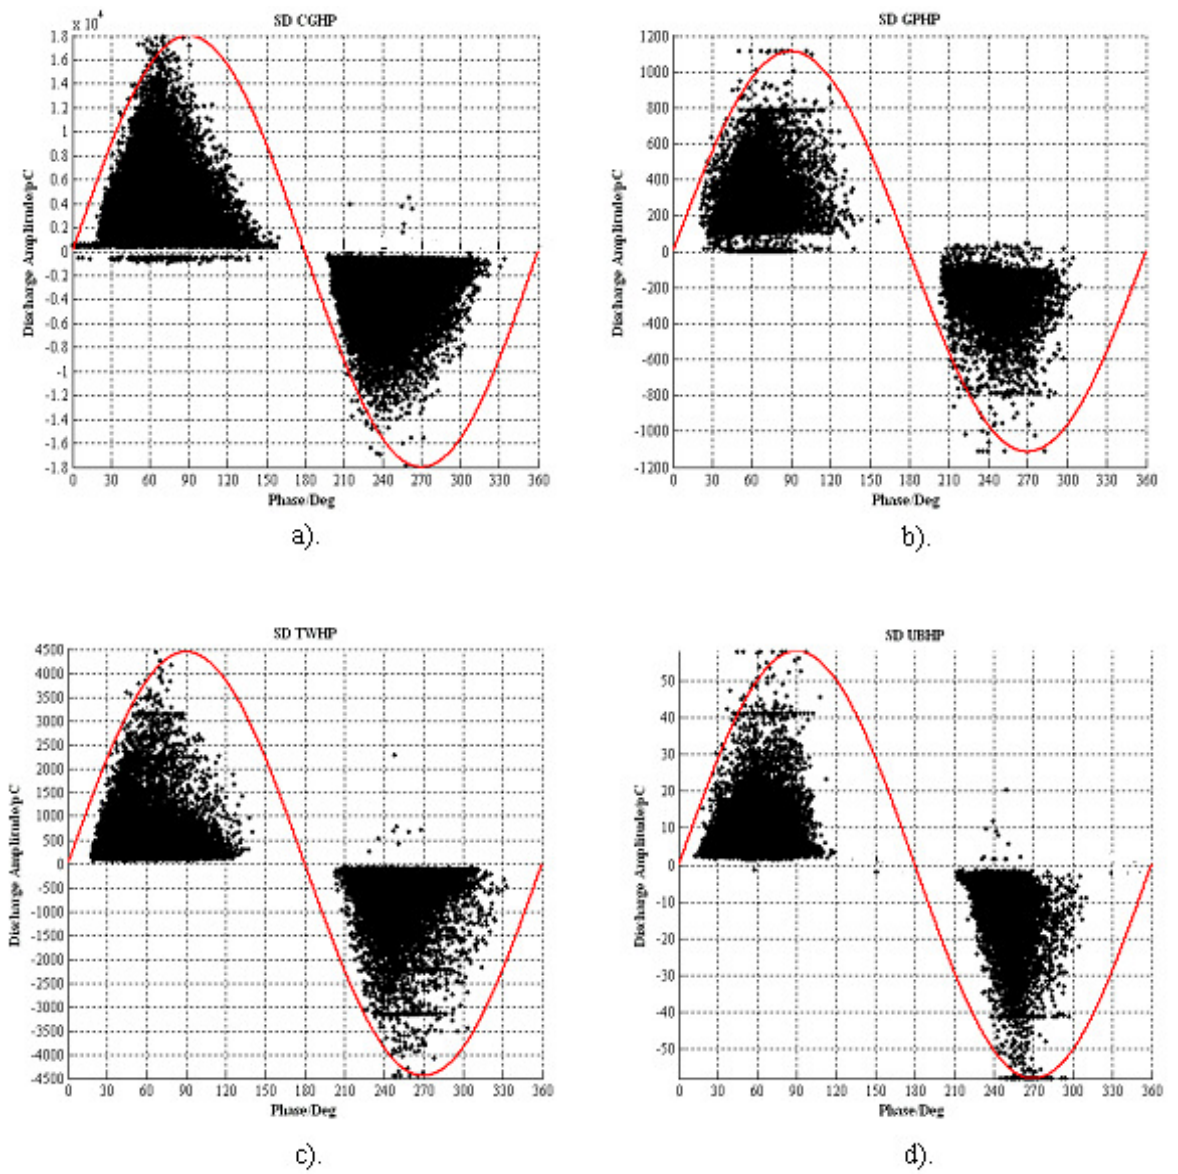 SD CGHP
x 10^4
1.8
1.6
1.4
1.2
1
0.8
0.6
0.4
0.2
0
-0.2
-0.4
-0.6
-0.8
-1
-1.2
-1.4
-1.6
-1.8
Discharge Amplitude/pC
0 30 60 90 120 150 180 210 240 270 300 330 360
Phase/Deg
a).
SD GPHP
1200
1000
800
600
400
200
0
-200
-400
-600
-800
-1000
-1200
Discharge Amplitude/pC
0 30 60 90 120 150 180 210 240 270 300 330 360
Phase/Deg
b).
SD TWHP
4500
4000
3500
3000
2500
2000
1500
1000
500
0
-500
-1000
-1500
-2000
-2500
-3000
-3500
-4000
-4500
Discharge Amplitude/pC
0 30 60 90 120 150 180 210 240 270 300 330 360
Phase/Deg
c).
SD UBHP
50
40
30
20
10
0
-10
-20
-30
-40
-50
Discharge Amplitude/pC
0 30 60 90 120 150 180 210 240 270 300 330 360
Phase/Deg
d).